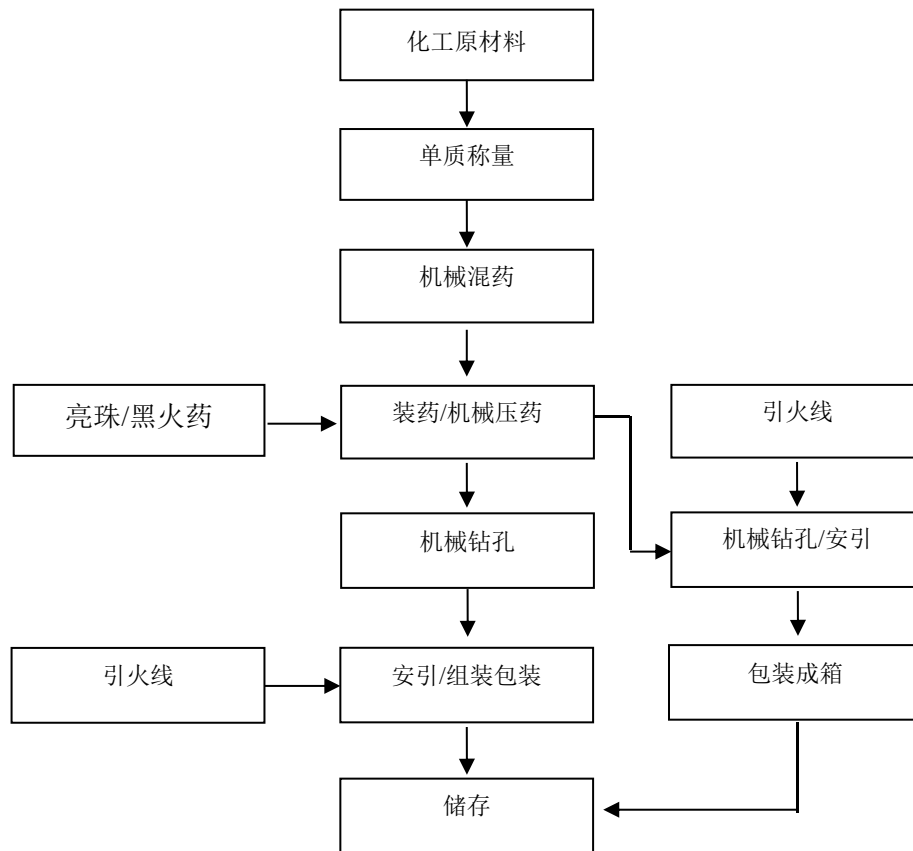 化工原材料
单质称量
机械混药
亮珠/黑火药
装药/机械压药
引火线
机械钻孔
机械钻孔/安引
引火线
安引/组装包装
包装成箱
储存